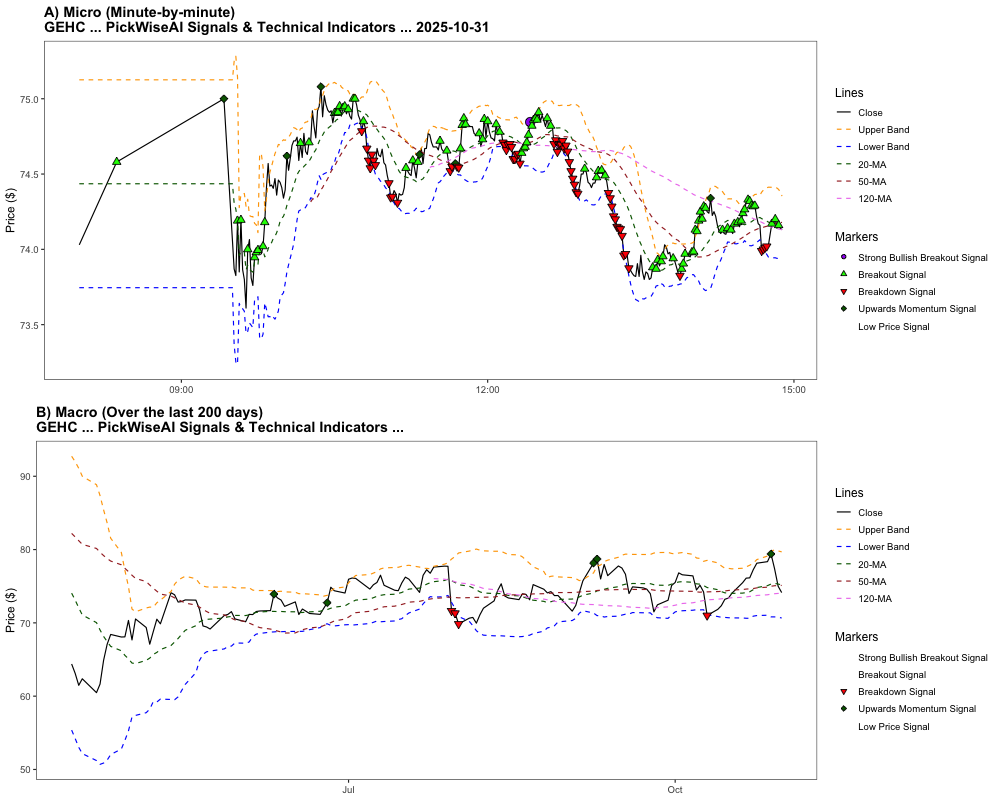 A) Micro (Minute-by-minute)
GEHC ... PickWiseAI Signals & Technical Indicators ... 2025-10-31
Price ($)
75.0
74.5
74.0
73.5
09:00
12:00
15:00
Lines
Close
Upper Band
Lower Band
20-MA
50-MA
120-MA
Markers
Strong Bullish Breakout Signal
Breakout Signal
Breakdown Signal
Upwards Momentum Signal
Low Price Signal
B) Macro (Over the last 200 days)
GEHC ... PickWiseAI Signals & Technical Indicators ...
Price ($)
90
80
70
60
50
Jul
Oct
Lines
Close
Upper Band
Lower Band
20-MA
50-MA
120-MA
Markers
Strong Bullish Breakout Signal
Breakout Signal
Breakdown Signal
Upwards Momentum Signal
Low Price Signal